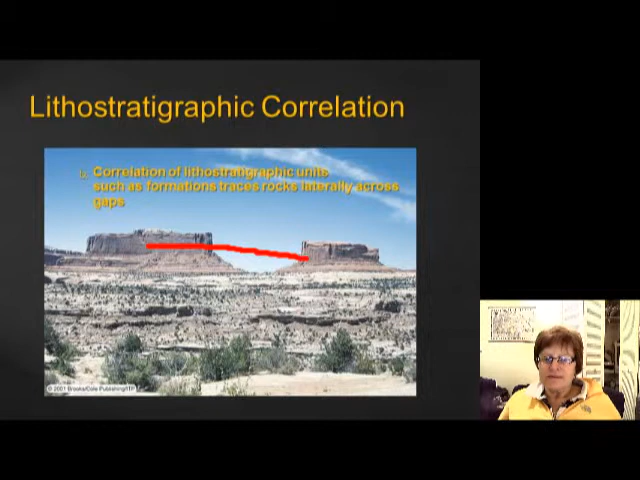 Lithostratigraphic Correlation
Correlation of lithostratigraphic units
such as formations traces rocks laterally across
gaps
© 2001 Brooks/Cole Publishing/ITP